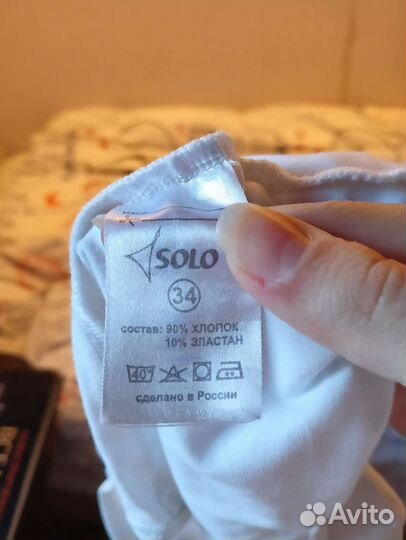 SOLO
34
состав: 90% ХЛОПОК
10% ЭЛАСТАН
40°
сделано в России
Avito